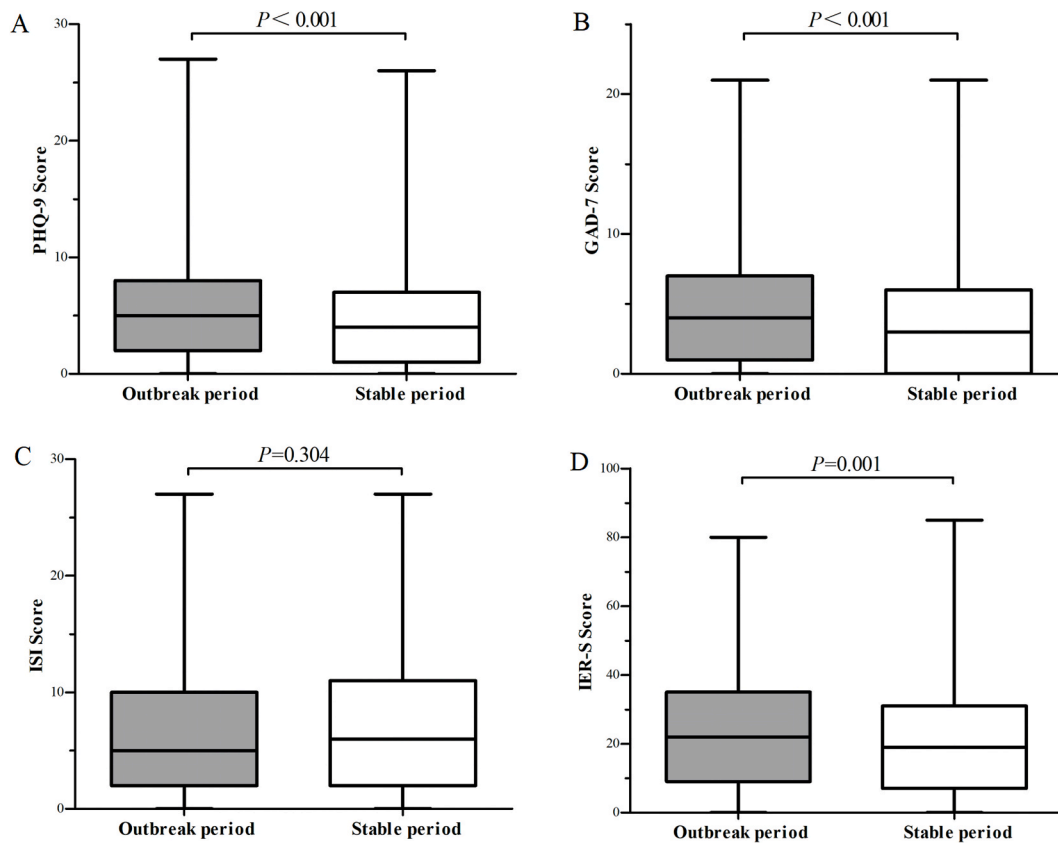 A
P < 0.001
30
20
10
0
PHQ-9 Score
Outbreak period
Stable period
B
P < 0.001
20
10
0
GAD-7 Score
Outbreak period
Stable period
C
P=0.304
30
20
10
0
ISI Score
Outbreak period
Stable period
D
P=0.001
100
80
60
40
20
0
IER-S Score
Outbreak period
Stable period